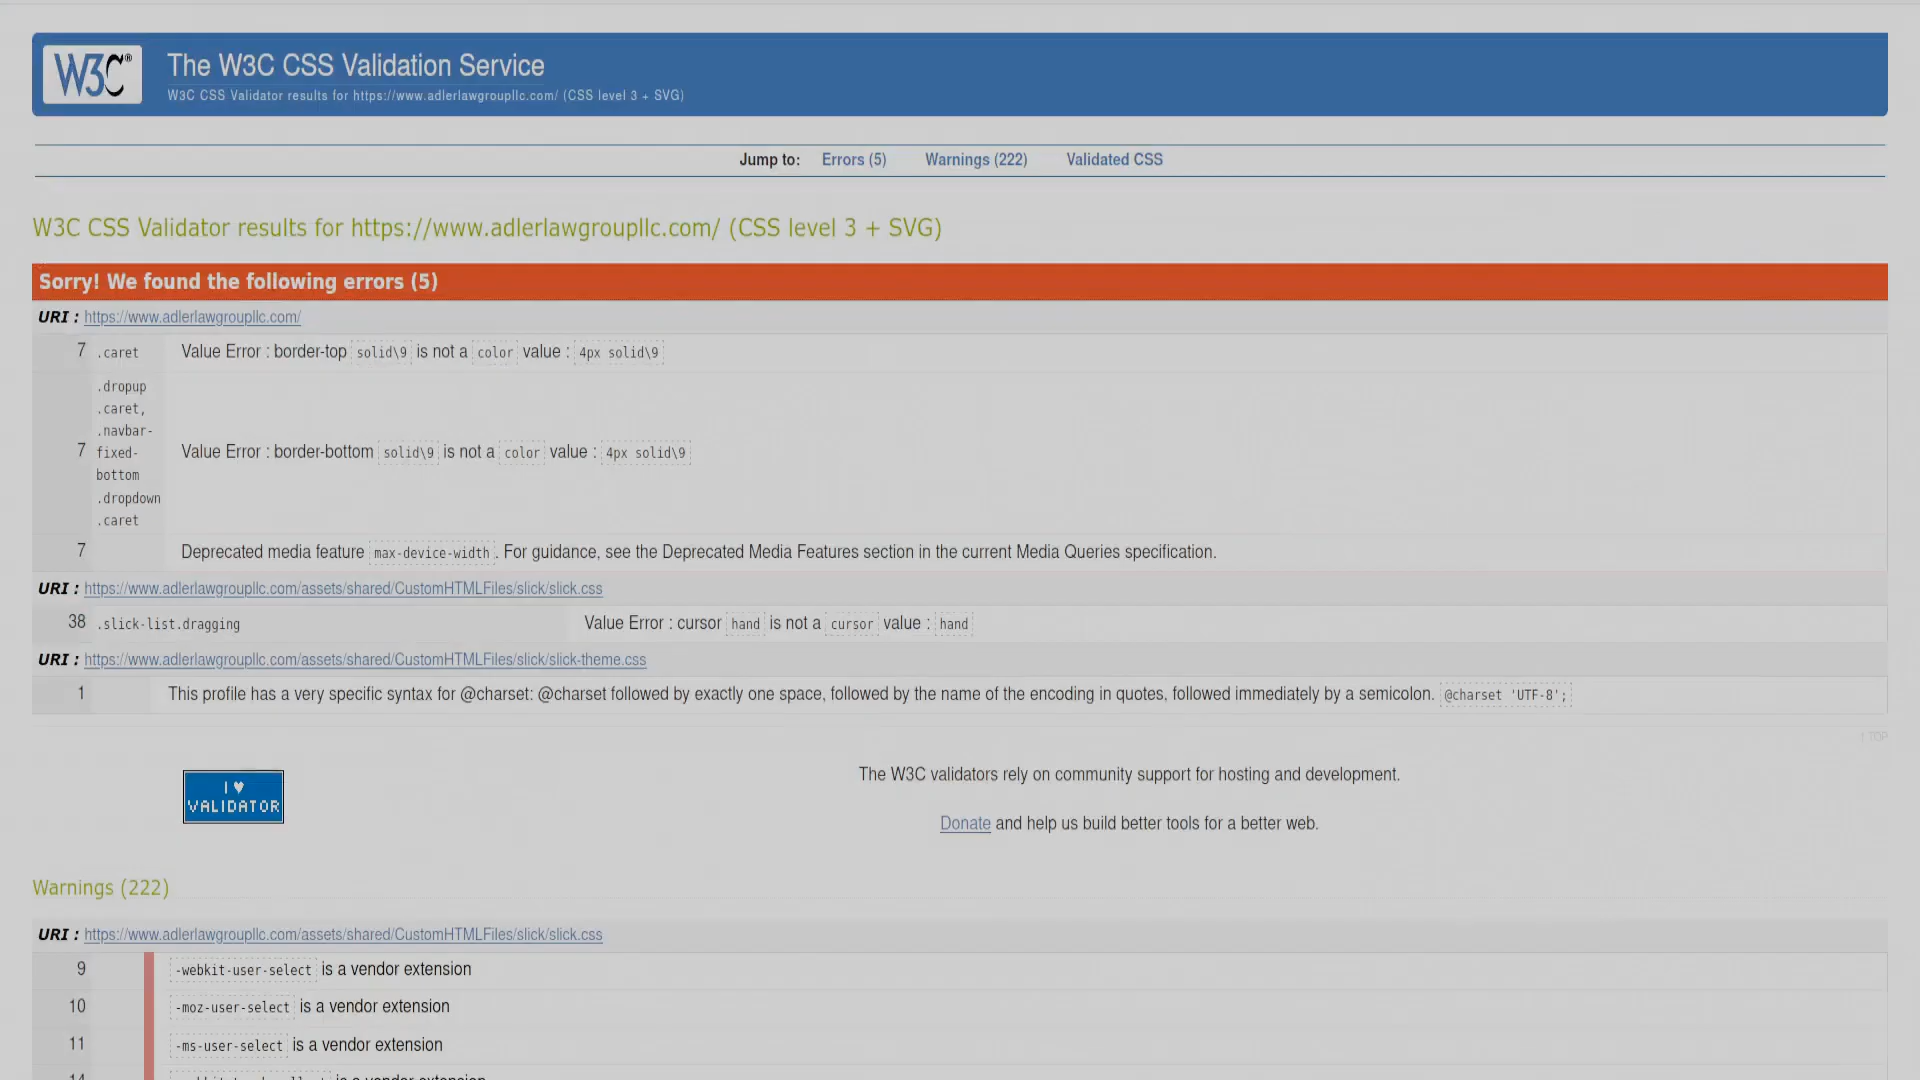 W3C®
The W3C CSS Validation Service
W3C CSS Validator results for https://www.adlerlawgroupllc.com/ (CSS level 3 + SVG)
Jump to: Errors (5) Warnings (222) Validated CSS
W3C CSS Validator results for https://www.adlerlawgroupllc.com/ (CSS level 3 + SVG)
Sorry! We found the following errors (5)
URI : https://www.adlerlawgroupllc.com/
7 .caret Value Error : border-top solid\9 is not a color value : 4px solid\9
.dropup
.caret,
.navbar-
7 fixed- Value Error : border-bottom solid\9 is not a color value : 4px solid\9
bottom
.dropdown
.caret
7 Deprecated media feature max-device-width. For guidance, see the Deprecated Media Features section in the current Media Queries specification.
URI : https://www.adlerlawgroupllc.com/assets/shared/CustomHTMLFiles/slick/slick.css
38 .slick-list.dragging Value Error : cursor hand is not a cursor value : hand
URI : https://www.adlerlawgroupllc.com/assets/shared/CustomHTMLFiles/slick/slick-theme.css
1 This profile has a very specific syntax for @charset: @charset followed by exactly one space, followed by the name of the encoding in quotes, followed immediately by a semicolon. @charset 'UTF-8';
↑ TOP
I ♥
VALIDATOR
The W3C validators rely on community support for hosting and development.
Donate and help us build better tools for a better web.
Warnings (222)
URI : https://www.adlerlawgroupllc.com/assets/shared/CustomHTMLFiles/slick/slick.css
9 -webkit-user-select is a vendor extension
10 -moz-user-select is a vendor extension
11 -ms-user-select is a vendor extension
14 is a vendor extension